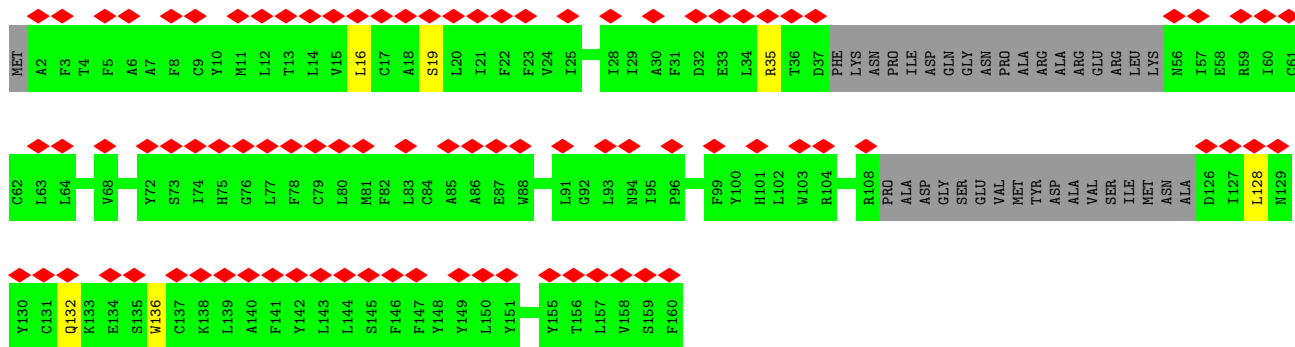 MET A2 F3 T4 F5 A6 A7 F8 C9 Y10 M11 L12 T13 L14 V15 L16 C17 A18 S19 L20 I21 F22 F23 V24 I25 I28 I29 A30 F31 D32 E33 L34 R35 T36 D37 PHE LYS ASN PRO ILE ASP GLN GLY ASN PRO ALA ARG ALA ARG GLU ARG LEU LYS N56 I57 E58 R59 I60 C61
C62 L63 L64 V68 Y72 S73 I74 H75 G76 L77 F78 C79 L80 M81 F82 L83 C84 A85 A86 E87 W88 L91 G92 L93 N94 I95 P96 F99 Y100 H101 L102 W103 R104 R108 PRO ALA ASP GLY SER GLU VAL MET TYR ASP ALA VAL SER ILE MET ASN ALA D126 I127 L128 N129
Y130 C131 Q132 K133 E134 S135 W136 C137 K138 L139 A140 F141 Y142 L143 L144 S145 F146 F147 Y148 Y149 L150 Y151 Y155 T156 L157 V158 S159 F160